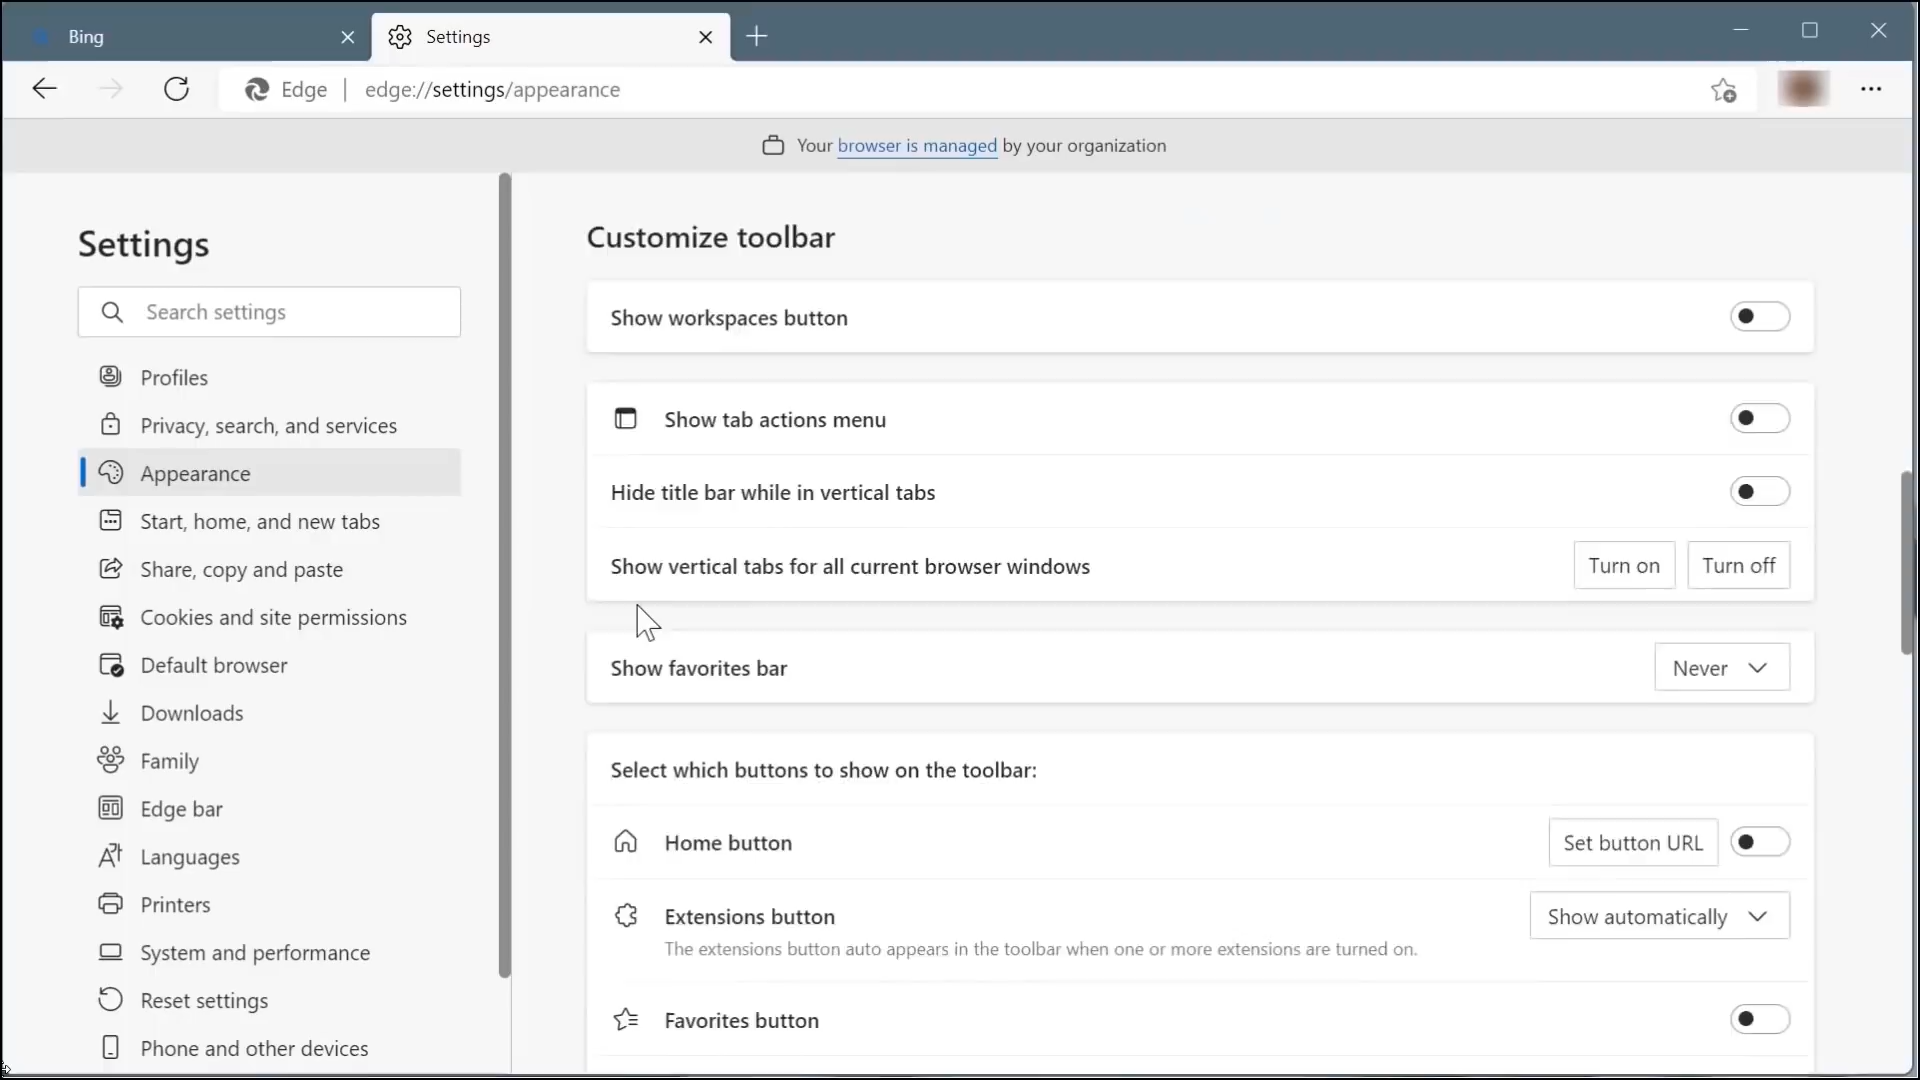 Bing
Settings
Edge
edge://settings/appearance
Your browser is managed by your organization
Settings
Search settings
Profiles
Privacy, search, and services
Appearance
Start, home, and new tabs
Share, copy and paste
Cookies and site permissions
Default browser
Downloads
Family
Edge bar
Languages
Printers
System and performance
Reset settings
Phone and other devices
Customize toolbar
Show workspaces button
Show tab actions menu
Hide title bar while in vertical tabs
Show vertical tabs for all current browser windows
Turn on
Turn off
Show favorites bar
Never
Select which buttons to show on the toolbar:
Home button
Set button URL
Extensions button
Show automatically
The extensions button auto appears in the toolbar when one or more extensions are turned on.
Favorites button